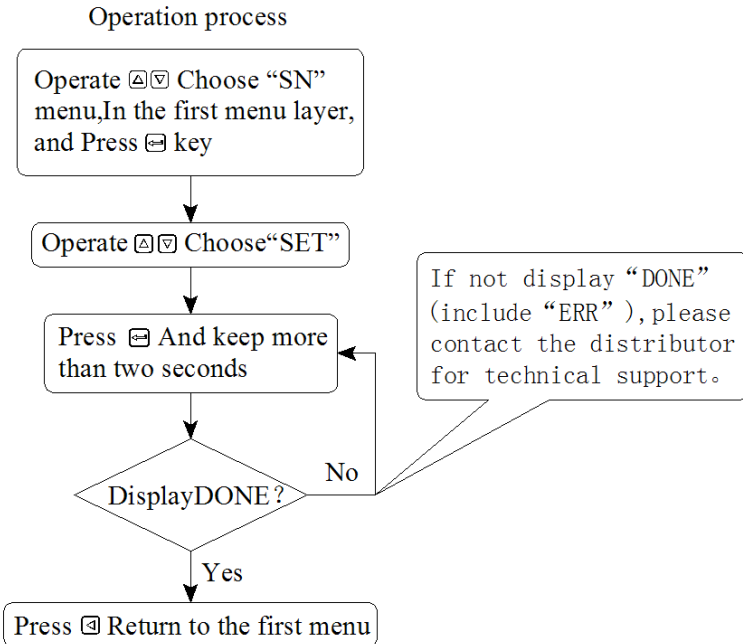 Operation process
Operate △▽ Choose “SN”
menu,In the first menu layer,
and Press ↵ key
Operate △▽ Choose“SET”
Press ↵ And keep more
than two seconds
If not display “DONE”
(include “ERR” ),please
contact the distributor
for technical support。
No
DisplayDONE?
Yes
Press ◁ Return to the first menu